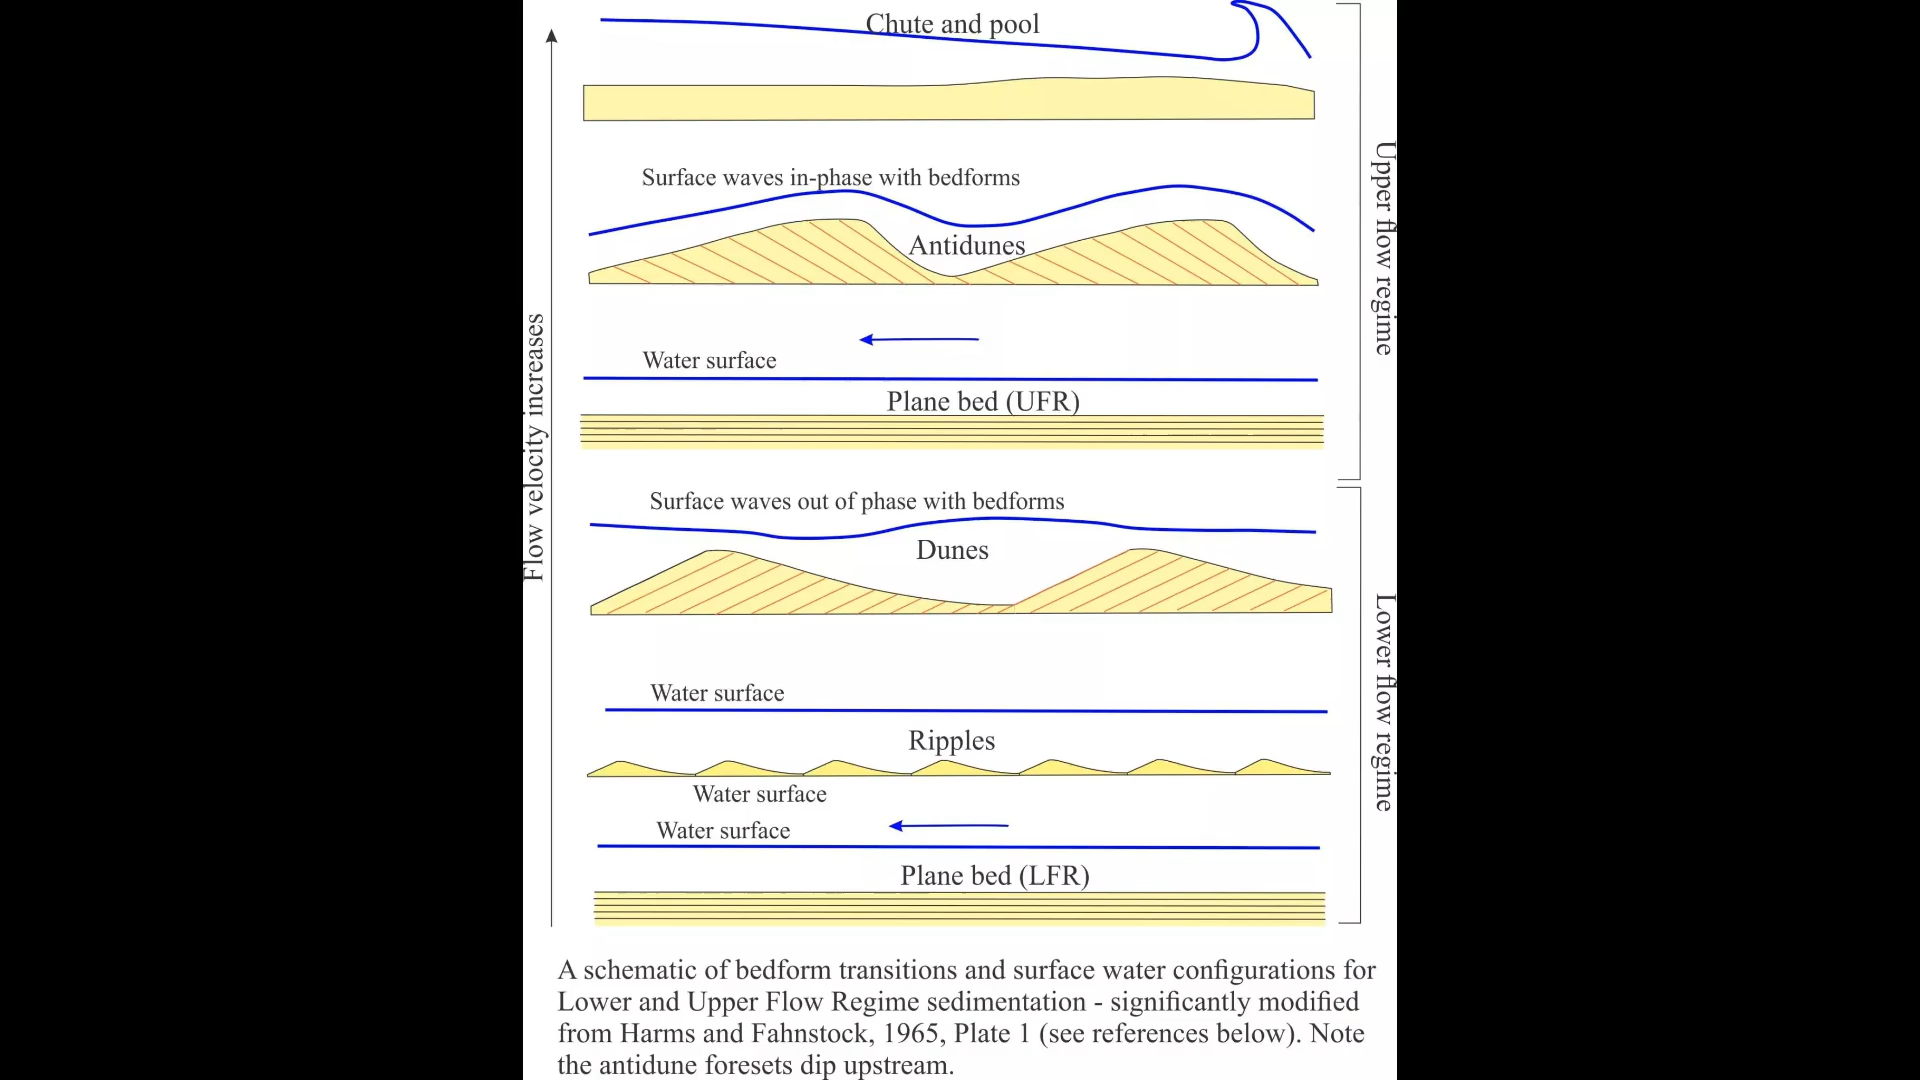 Chute and pool
Surface waves in-phase with bedforms
Antidunes
Water surface
Plane bed (UFR)
Surface waves out of phase with bedforms
Dunes
Water surface
Ripples
Water surface
Water surface
Plane bed (LFR)
Flow velocity increases
Upper flow regime
Lower flow regime
A schematic of bedform transitions and surface water configurations for
Lower and Upper Flow Regime sedimentation - significantly modified
from Harms and Fahnstock, 1965, Plate 1 (see references below). Note
the antidune foresets dip upstream.